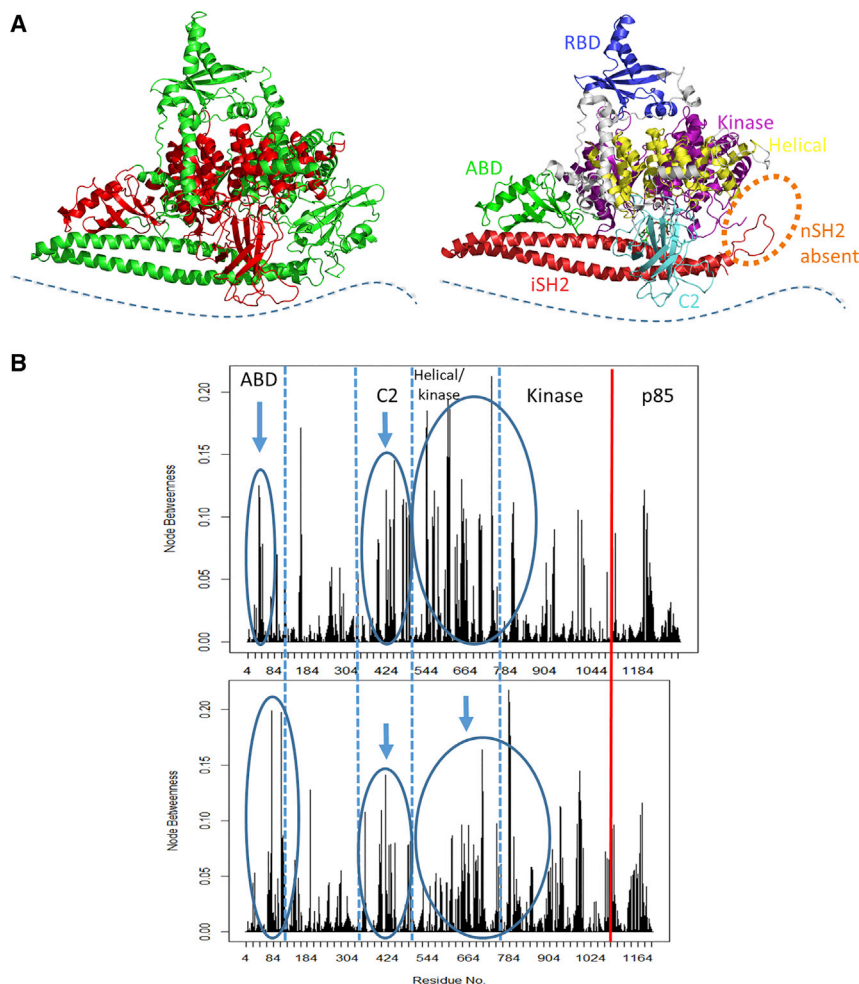 A
RBD
Kinase
Helical
ABD
nSH2
absent
iSH2
C2
B
ABD
C2
Helical/
kinase
Kinase
p85
Node Betweenness
0.20
0.15
0.10
0.05
0.00
4 84 184 304 424 544 664 784 904 1044 1184
Node Betweenness
0.20
0.15
0.10
0.05
0.00
4 84 184 304 424 544 664 784 904 1024 1164
Residue No.